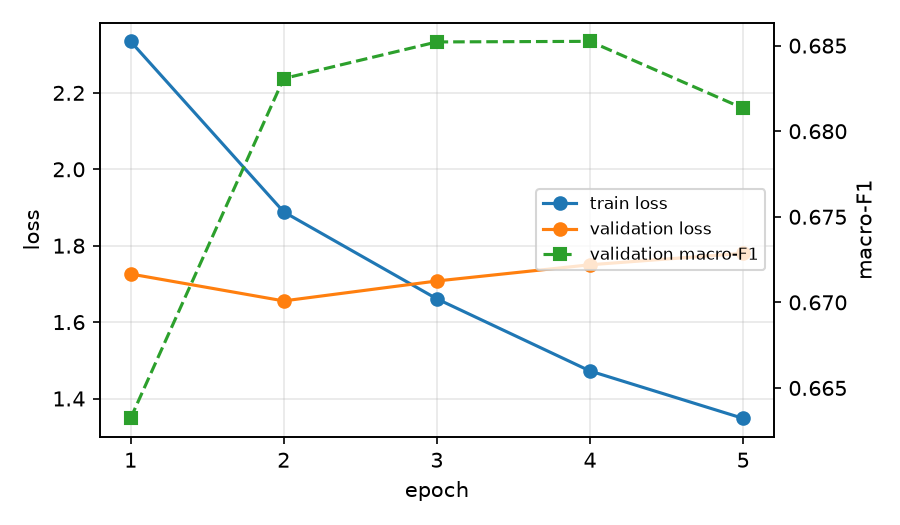 2.2
2.0
1.8
1.6
1.4
loss
1
2
3
4
5
epoch
0.685
0.680
0.675
0.670
0.665
macro-F1
train loss
validation loss
validation macro-F1